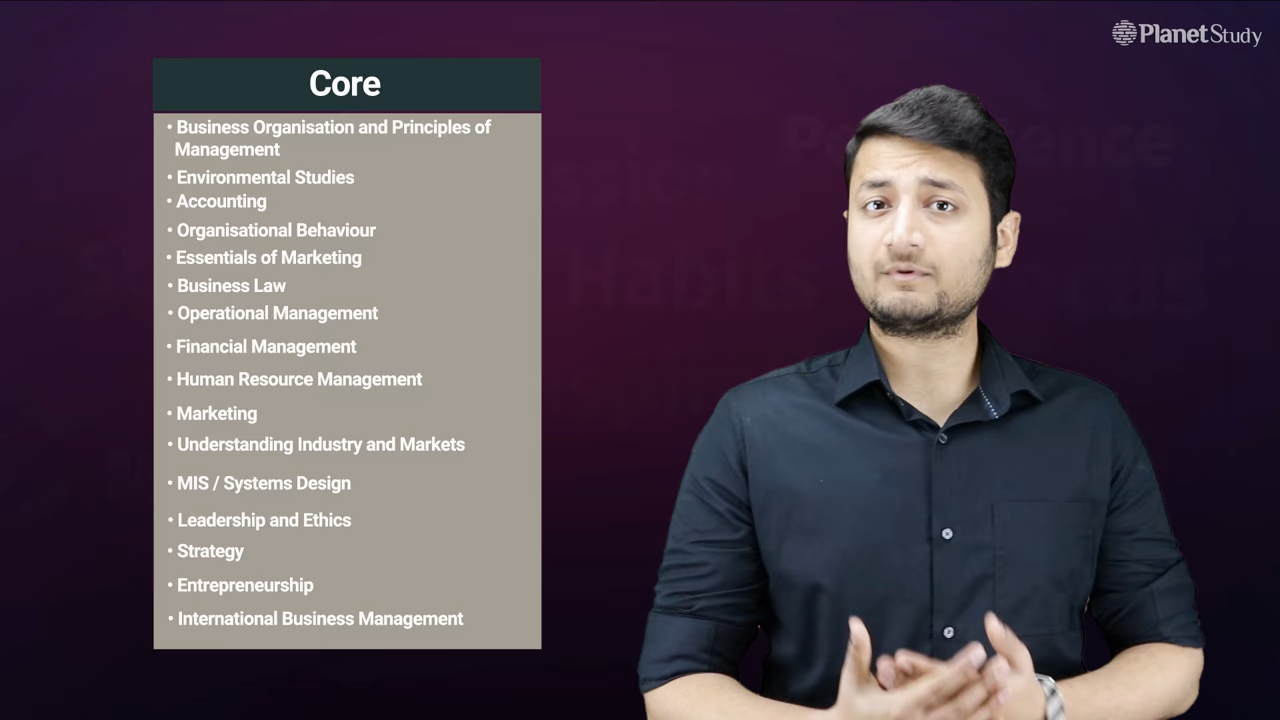 PlanetStudy
Core
• Business Organisation and Principles of
Management
• Environmental Studies
• Accounting
• Organisational Behaviour
• Essentials of Marketing
• Business Law
• Operational Management
• Financial Management
• Human Resource Management
• Marketing
• Understanding Industry and Markets
• MIS / Systems Design
• Leadership and Ethics
• Strategy
• Entrepreneurship
• International Business Management
Habits